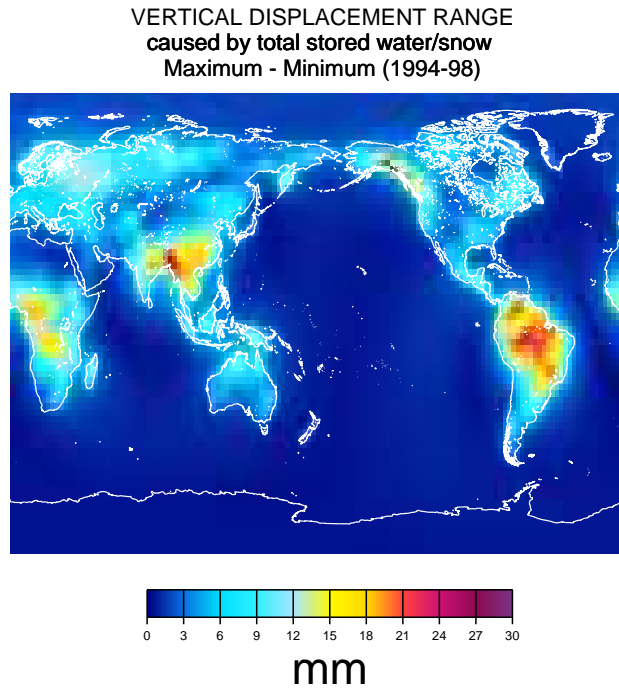 VERTICAL DISPLACEMENT RANGE
caused by total stored water/snow
Maximum - Minimum (1994-98)
0 3 6 9 12 15 18 21 24 27 30
mm